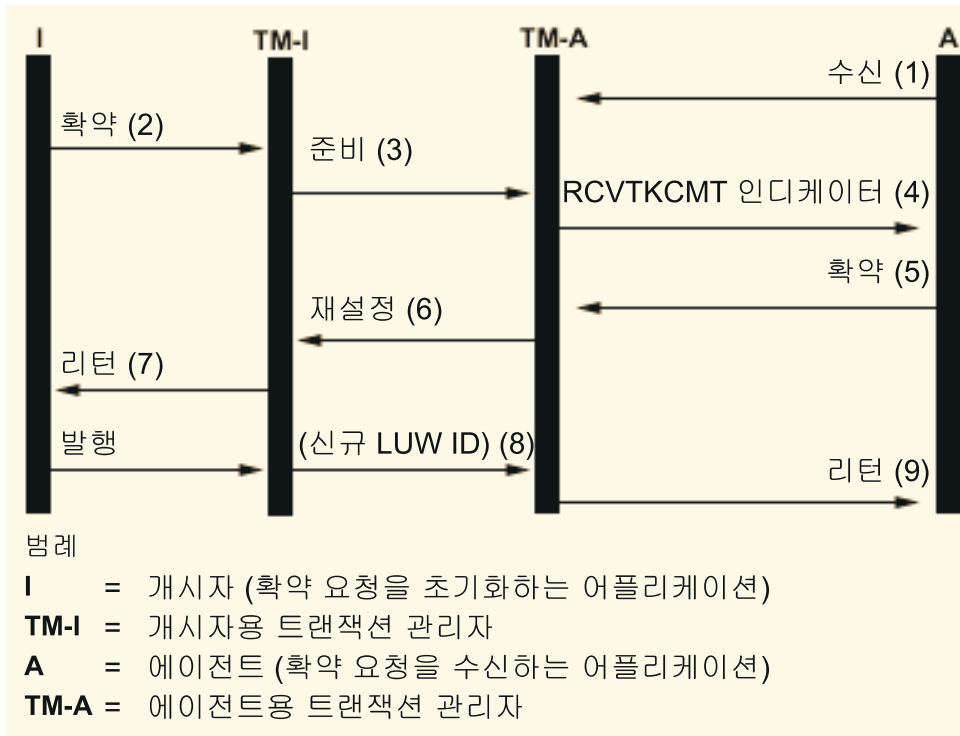 I TM-I TM-A A
수신 (1)
확약 (2)
준비 (3)
RCVTKCMT 인디케이터 (4)
확약 (5)
재설정 (6)
리턴 (7)
발행 (신규 LUW ID) (8)
리턴 (9)
범례
I = 개시자 (확약 요청을 초기화하는 어플리케이션)
TM-I = 개시자용 트랜잭션 관리자
A = 에이전트 (확약 요청을 수신하는 어플리케이션)
TM-A = 에이전트용 트랜잭션 관리자